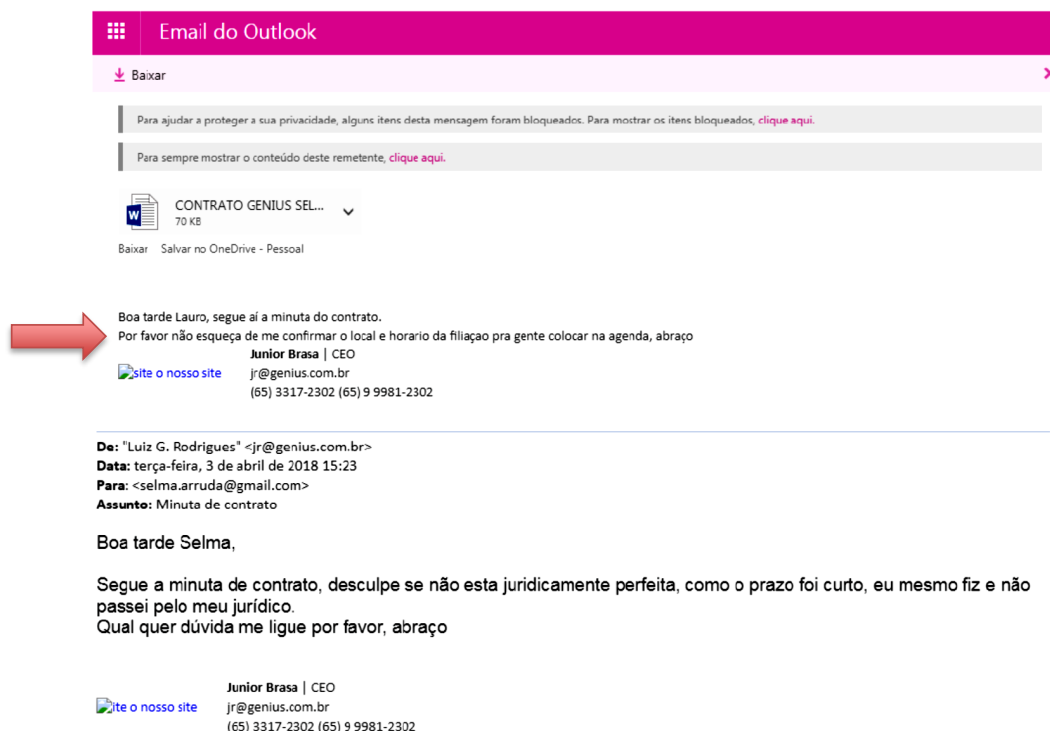 Email do Outlook
Baixar
Para ajudar a proteger a sua privacidade, alguns itens desta mensagem foram bloqueados. Para mostrar os itens bloqueados, clique aqui.
Para sempre mostrar o conteúdo deste remetente, clique aqui.
CONTRATO GENIUS SEL...
70 KB
Baixar Salvar no OneDrive - Pessoal
Boa tarde Lauro, segue aí a minuta do contrato.
Por favor não esqueça de me confirmar o local e horario da filiaçao pra gente colocar na agenda, abraço
Junior Brasa | CEO
site o nosso site jr@genius.com.br
(65) 3317-2302 (65) 9 9981-2302
De: "Luiz G. Rodrigues" <jr@genius.com.br>
Data: terça-feira, 3 de abril de 2018 15:23
Para: <selma.arruda@gmail.com>
Assunto: Minuta de contrato
Boa tarde Selma,
Segue a minuta de contrato, desculpe se não esta juridicamente perfeita, como o prazo foi curto, eu mesmo fiz e não
passei pelo meu jurídico.
Qual quer dúvida me ligue por favor, abraço
Junior Brasa | CEO
ite o nosso site jr@genius.com.br
(65) 3317-2302 (65) 9 9981-2302